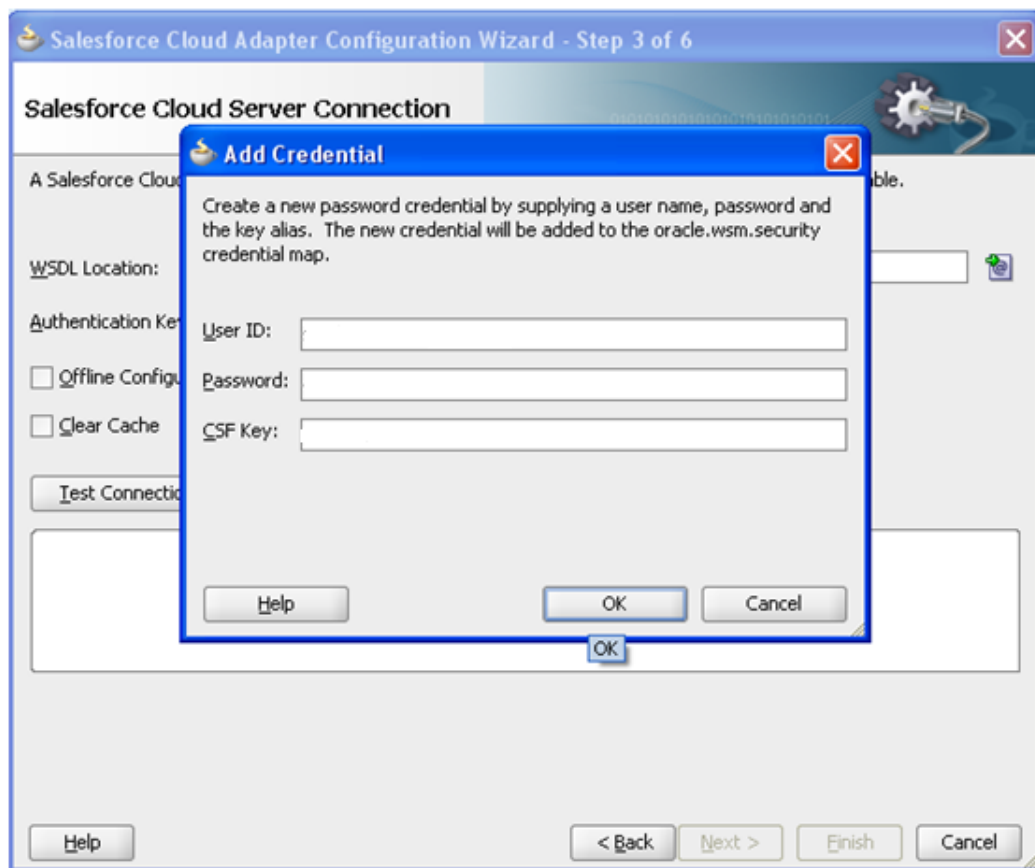 Salesforce Cloud Adapter Configuration Wizard - Step 3 of 6
Salesforce Cloud Server Connection
010101010101010101010101
Add Credential
A Salesforce Cloud
Create a new password credential by supplying a user name, password and
the key alias. The new credential will be added to the oracle.wsm.security
credential map.
WSDL Location:
Authentication Ke
User ID:
Offline Configu
Password:
Clear Cache
CSF Key:
Test Connectio
Help
OK
Cancel
OK
Help
< Back
Next >
Finish
Cancel